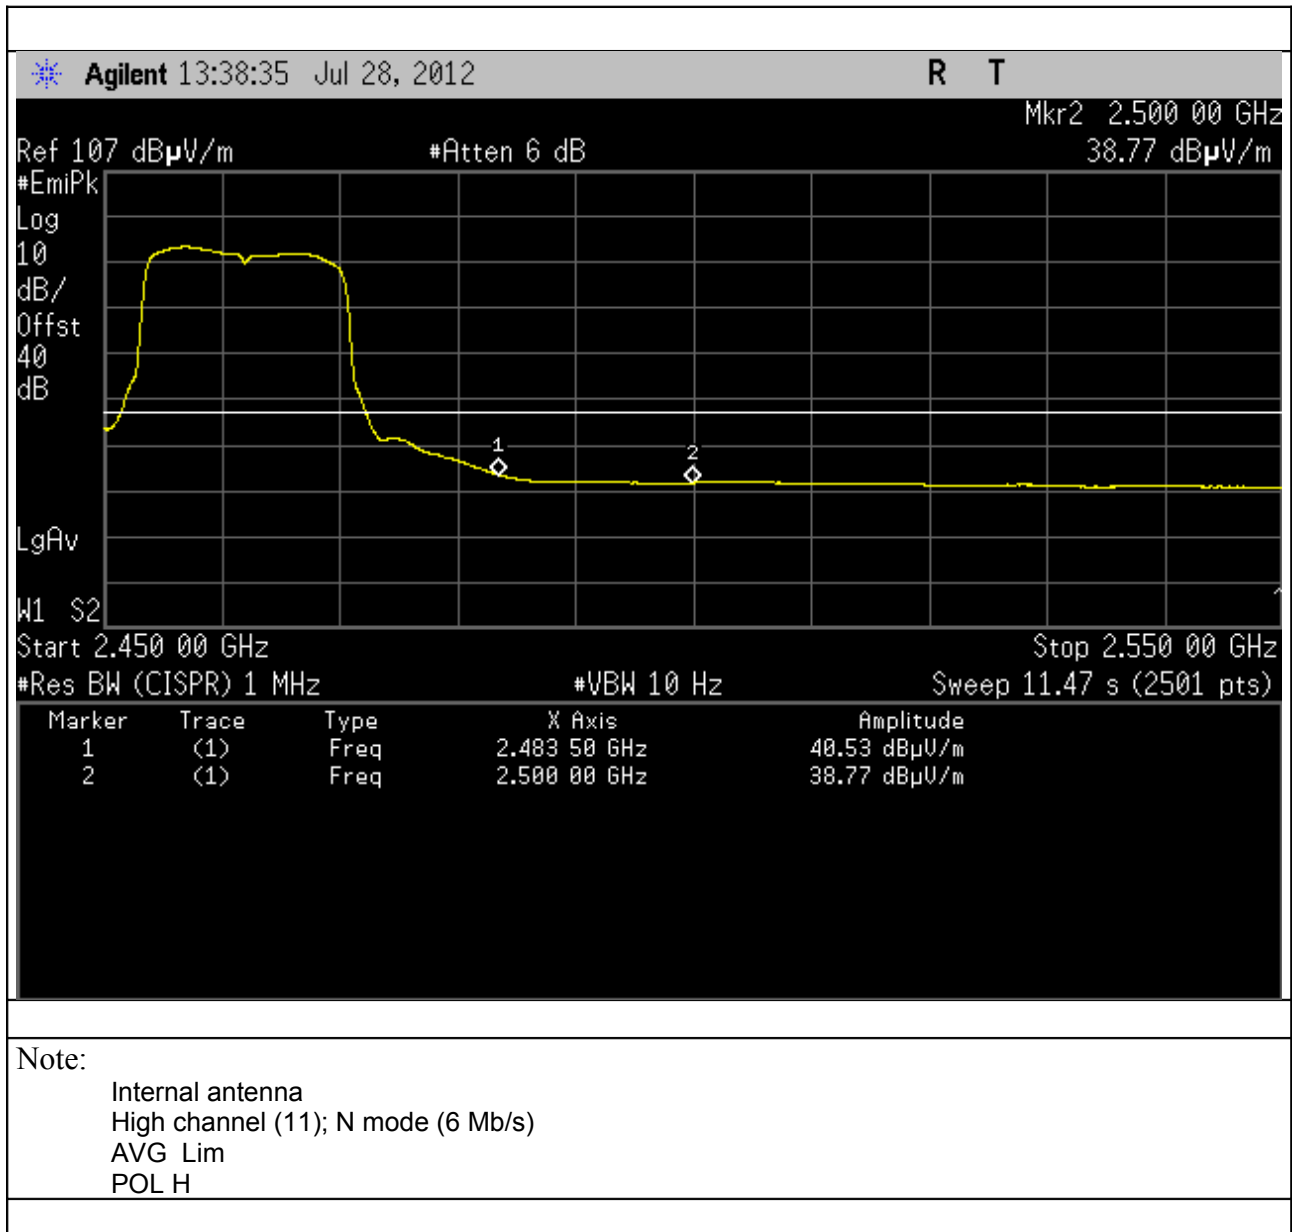 Agilent 13:38:35 Jul 28, 2012 R T
Mkr2 2.500 00 GHz
Ref 107 dBµV/m #Atten 6 dB 38.77 dBµV/m
#EmiPk
Log
10
dB/
Offst
40
dB
1
2
LgAv
W1 S2
Start 2.450 00 GHz Stop 2.550 00 GHz
#Res BW (CISPR) 1 MHz #VBW 10 Hz Sweep 11.47 s (2501 pts)
Marker Trace Type X Axis Amplitude
1 (1) Freq 2.483 50 GHz 40.53 dBµV/m
2 (1) Freq 2.500 00 GHz 38.77 dBµV/m
Note:
Internal antenna
High channel (11); N mode (6 Mb/s)
AVG Lim
POL H